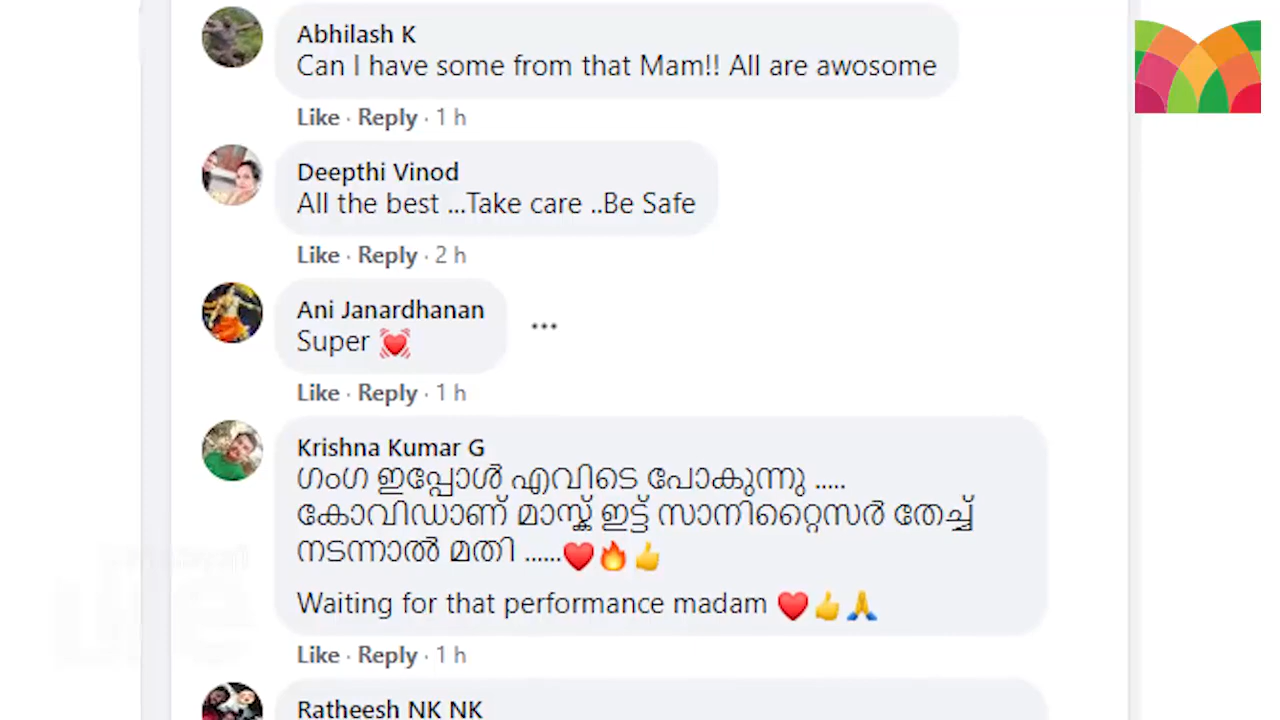 Abhilash K
Can I have some from that Mam!! All are awosome
Like · Reply · 1 h
Deepthi Vinod
All the best ...Take care ..Be Safe
Like · Reply · 2 h
Ani Janardhanan
Super 💓
Like · Reply · 1 h
Krishna Kumar G
ഗംഗ ഇപ്പോൾ എവിടെ പോകുന്നു .....
കോവിഡാണ് മാസ്ക് ഇട്ട് സാനിറ്റൈസർ തേച്ച്
നടന്നാൽ മതി ......❤️🔥👍
Waiting for that performance madam ❤️👍🙏
Like · Reply · 1 h
Ratheesh NK NK